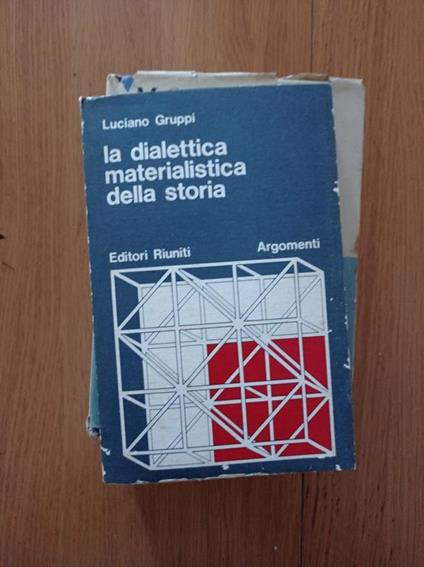 Luciano Gruppi
la dialettica
materialistica
della storia
Editori Riuniti Argomenti